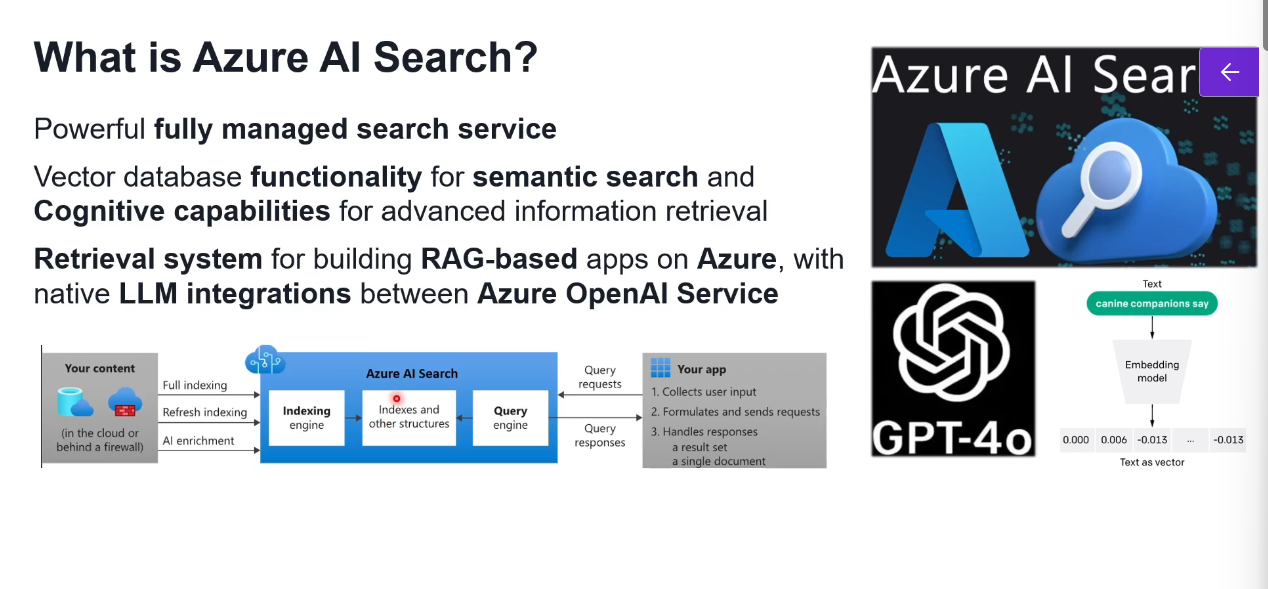 What is Azure AI Search?
Powerful fully managed search service
Vector database functionality for semantic search and
Cognitive capabilities for advanced information retrieval
Retrieval system for building RAG-based apps on Azure, with
native LLM integrations between Azure OpenAI Service
Your content
(in the cloud or
behind a firewall)
Full indexing
Refresh indexing
AI enrichment
Azure AI Search
Indexing
engine
Indexes and
other structures
Query
engine
Query
requests
Query
responses
Your app
1. Collects user input
2. Formulates and sends requests
3. Handles responses
a result set
a single document
Azure AI Sear
GPT-4o
Text
canine companions say
Embedding
model
0.000 0.006 -0.013 ... -0.013
Text as vector